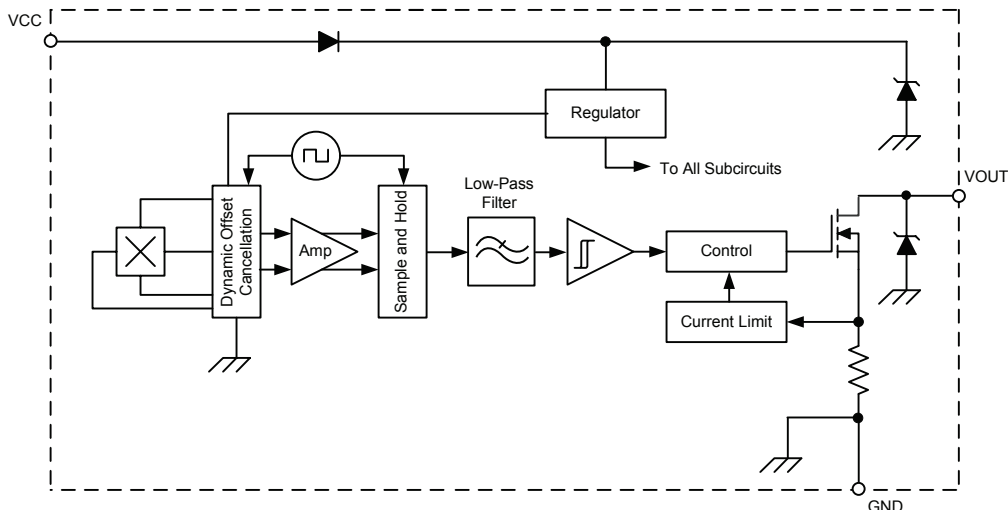 VCC
Regulator
To All Subcircuits
VOUT
Low-Pass
Filter
Dynamic Offset
Cancellation
Amp
Sample and Hold
Control
Current Limit
GND